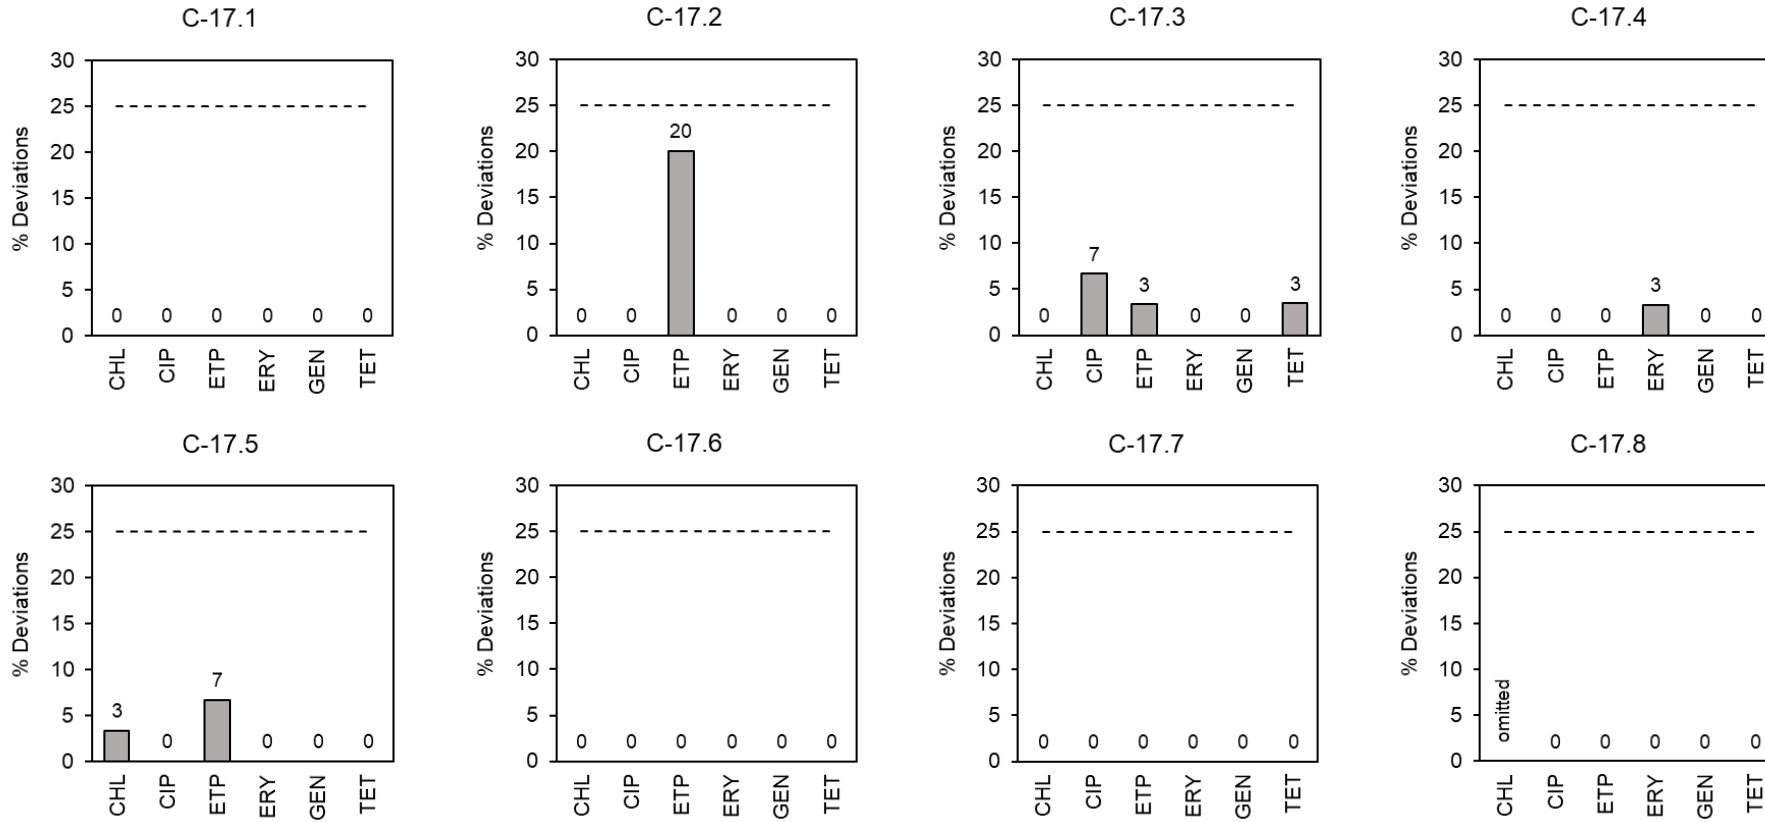 C-17.1
% Deviations
30
25
20
15
10
5
0
0 0 0 0 0 0
CHL CIP ETP ERY GEN TET
C-17.2
% Deviations
30
25
20
15
10
5
0
0 0 20 0 0 0
CHL CIP ETP ERY GEN TET
C-17.3
% Deviations
30
25
20
15
10
5
0
0 7 3 0 0 3
CHL CIP ETP ERY GEN TET
C-17.4
% Deviations
30
25
20
15
10
5
0
0 0 0 3 0 0
CHL CIP ETP ERY GEN TET
C-17.5
% Deviations
30
25
20
15
10
5
0
3 0 7 0 0 0
CHL CIP ETP ERY GEN TET
C-17.6
% Deviations
30
25
20
15
10
5
0
0 0 0 0 0 0
CHL CIP ETP ERY GEN TET
C-17.7
% Deviations
30
25
20
15
10
5
0
0 0 0 0 0 0
CHL CIP ETP ERY GEN TET
C-17.8
% Deviations
30
25
20
15
10
5
0
omitted 0 0 0 0 0
CHL CIP ETP ERY GEN TET